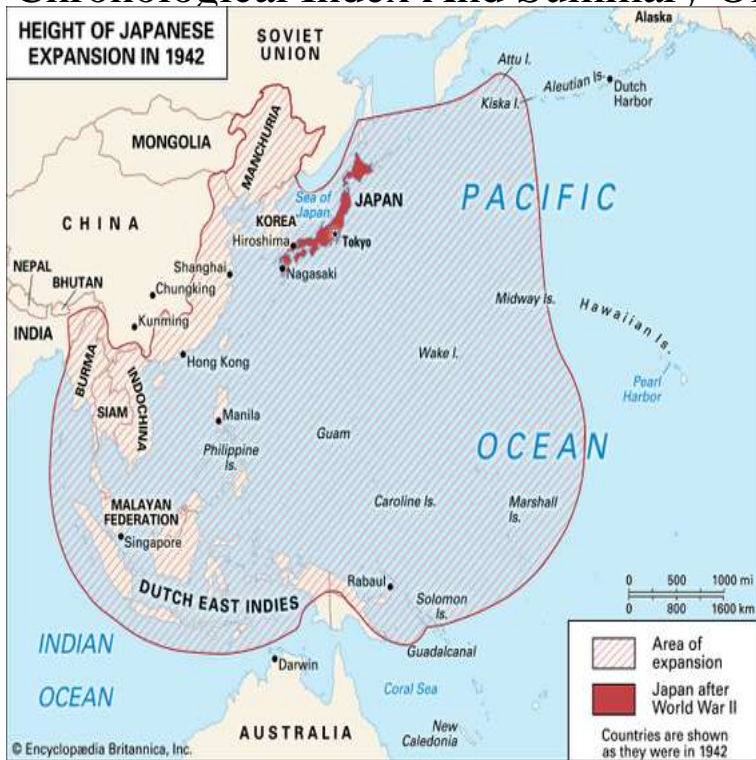 Chronological Index And Summary, Or
HEIGHT OF JAPANESE
EXPANSION IN 1942
SOVIET
UNION
Alaska
Attu I.
Aleutian Is.
Dutch
Harbor
Kiska I.
MONGOLIA
MANCHURIA
PACIFIC
Sea of
Japan
JAPAN
KOREA
CHINA
Hiroshima
Tokyo
Shanghai
Nagasaki
NEPAL
BHUTAN
Chungking
Midway Is.
Hawaiian Is.
Kunming
INDIA
Hong Kong
Wake I.
BURMA
INDOCHINA
Pearl
Harbor
SIAM
Manila
Guam
Philippine
Is.
OCEAN
Caroline Is.
Marshall
Is.
MALAYAN
FEDERATION
Singapore
Rabaul
0 500 1000 mi
0 800 1600 km
DUTCH EAST INDIES
Solomon
Is.
Guadalcanal
INDIAN
OCEAN
Darwin
Coral Sea
Area of
expansion
Japan after
World War II
AUSTRALIA
New
Caledonia
Countries are shown
as they were in 1942
© Encyclopædia Britannica, Inc.